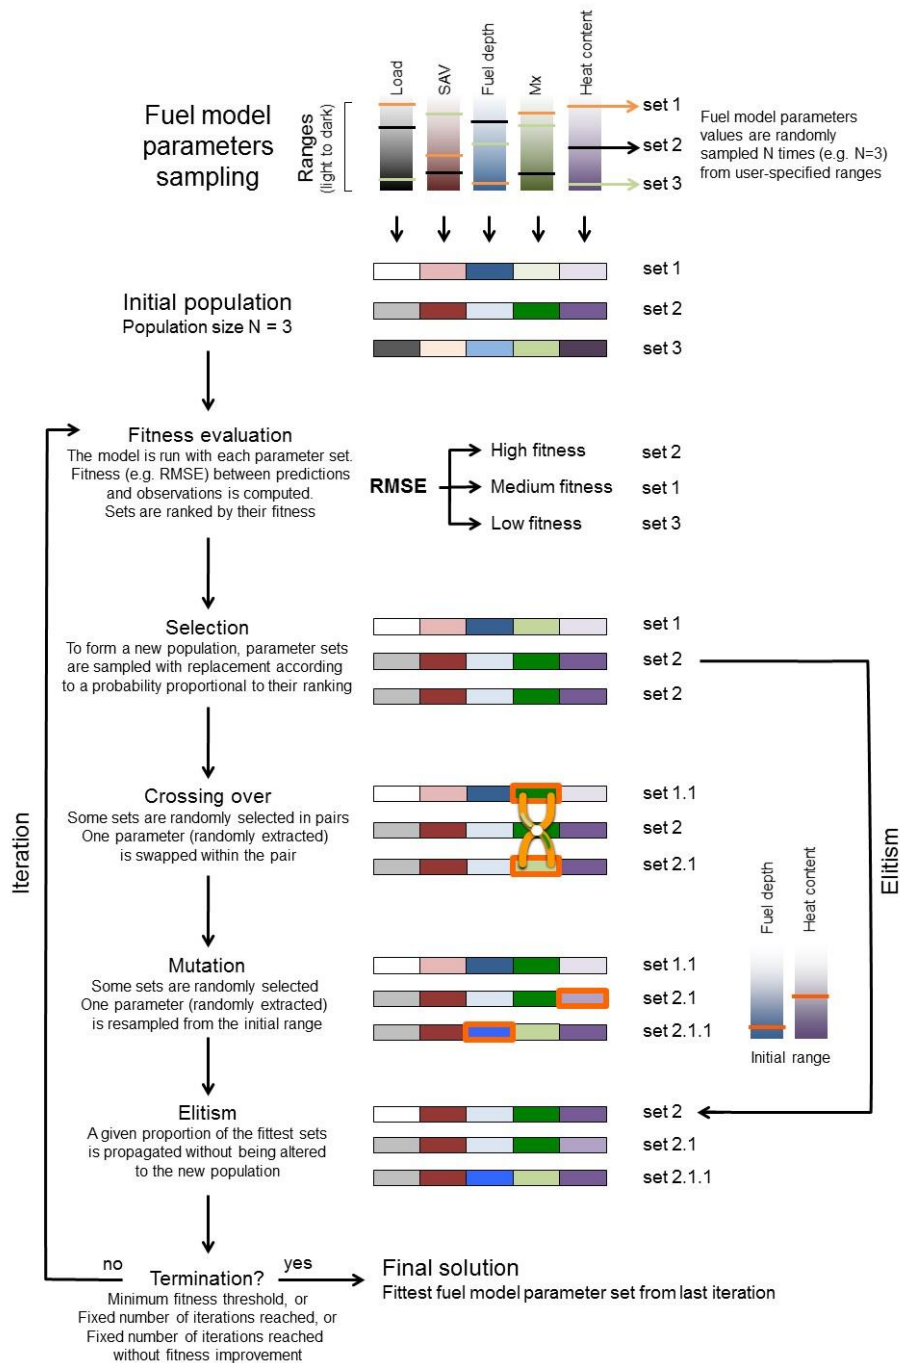 Load
SAV
Fuel depth
Mx
Heat content
Fuel model
parameters
sampling
Ranges
(light to dark)
set 1
set 2
set 3
Fuel model parameters
values are randomly
sampled N times (e.g. N=3)
from user-specified ranges
Initial population
Population size N = 3
set 1
set 2
set 3
Fitness evaluation
The model is run with each parameter set.
Fitness (e.g. RMSE) between predictions
and observations is computed.
Sets are ranked by their fitness
RMSE
High fitness
set 2
Medium fitness
set 1
Low fitness
set 3
Selection
To form a new population, parameter sets
are sampled with replacement according
to a probability proportional to their ranking
set 1
set 2
set 2
Crossing over
Some sets are randomly selected in pairs
One parameter (randomly extracted)
is swapped within the pair
set 1.1
set 2
set 2.1
Iteration
Elitism
Mutation
Some sets are randomly selected
One parameter (randomly extracted)
is resampled from the initial range
set 1.1
set 2.1
set 2.1.1
Fuel depth
Heat content
Initial range
Elitism
A given proportion of the fittest sets
is propagated without being altered
to the new population
set 2
set 2.1
set 2.1.1
no
Termination?
yes
Minimum fitness threshold, or
Fixed number of iterations reached, or
Fixed number of iterations reached
without fitness improvement
Final solution
Fittest fuel model parameter set from last iteration